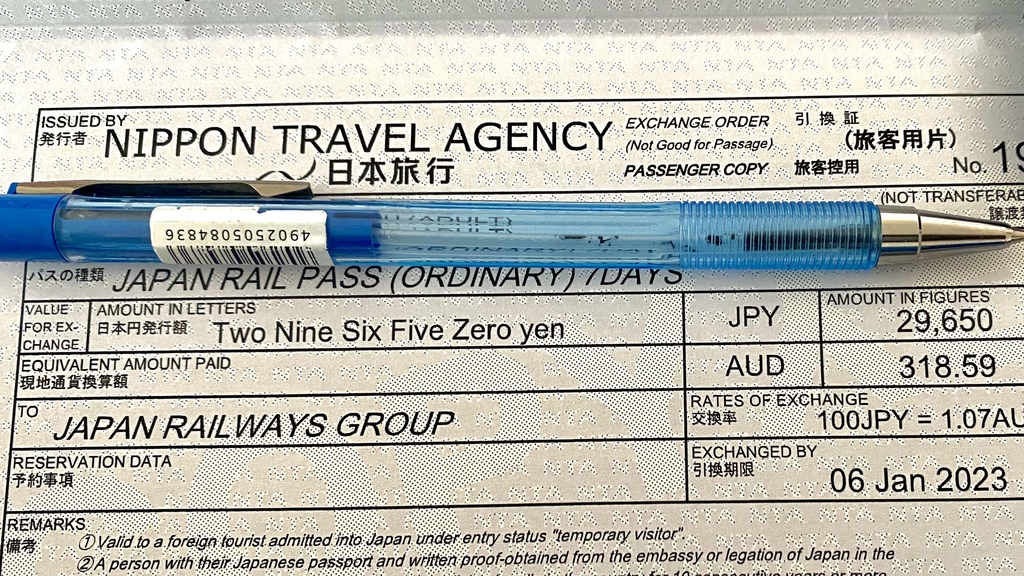 ISSUED BY
発行者
NIPPON TRAVEL AGENCY
日本旅行
EXCHANGE ORDER 引換証
(Not Good for Passage) (旅客用片)
PASSENGER COPY 旅客控用
No. 19
(NOT TRANSFERAB
譲渡
4902505084836
パスの種類 JAPAN RAIL PASS (ORDINARY) 7DAYS
VALUE FOR EX-CHANGE
AMOUNT IN LETTERS
日本円発行額 Two Nine Six Five Zero yen
JPY
AMOUNT IN FIGURES
29,650
EQUIVALENT AMOUNT PAID
現地通貨換算額
AUD 318.59
TO
JAPAN RAILWAYS GROUP
RATES OF EXCHANGE
交換率 100JPY = 1.07AU
RESERVATION DATA
予約事項
EXCHANGED BY
引換期限
06 Jan 2023
REMARKS
備考
①Valid to a foreign tourist admitted into Japan under entry status "temporary visitor".
②A person with their Japanese passport and written proof-obtained from the embassy or legation of Japan in the